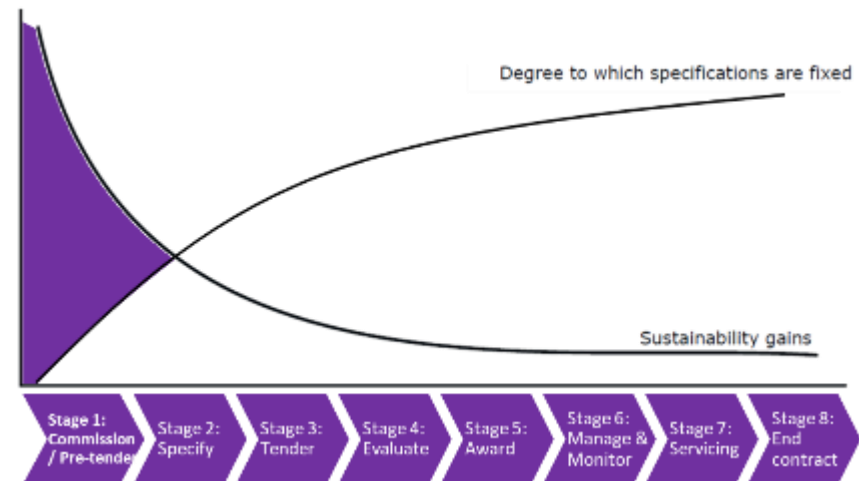 Degree to which specifications are fixed
Sustainability gains
Stage 1:
Commission
/ Pre-tender
Stage 2:
Specify
Stage 3:
Tender
Stage 4:
Evaluate
Stage 5:
Award
Stage 6:
Manage &
Monitor
Stage 7:
Servicing
Stage 8:
End
contract